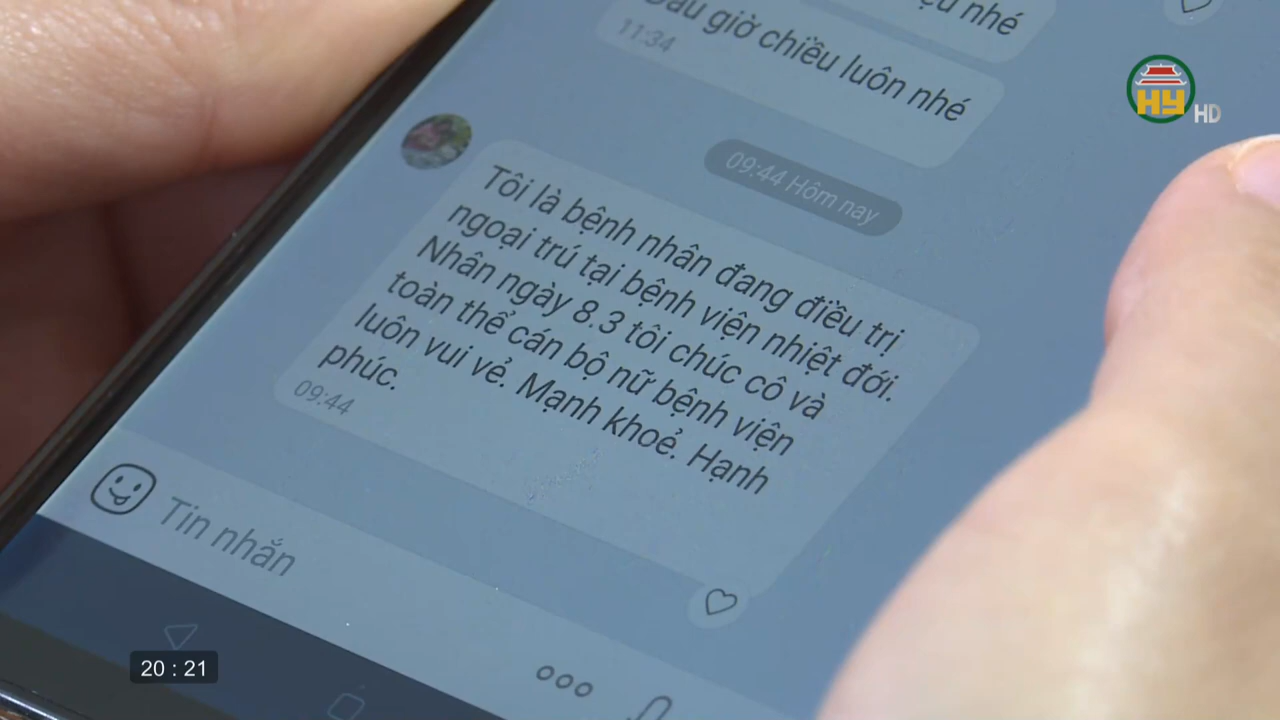 nhé
giờ chiều luôn nhé
11:34
09:44 Hôm nay
Tôi là bệnh nhân đang điều trị
ngoại trú tại bệnh viện nhiệt đới.
Nhân ngày 8.3 tôi chúc cô và
toàn thể cán bộ nữ bệnh viện
luôn vui vẻ. Mạnh khoẻ. Hạnh
phúc.
09:44
Tin nhắn
HY HD
20 : 21